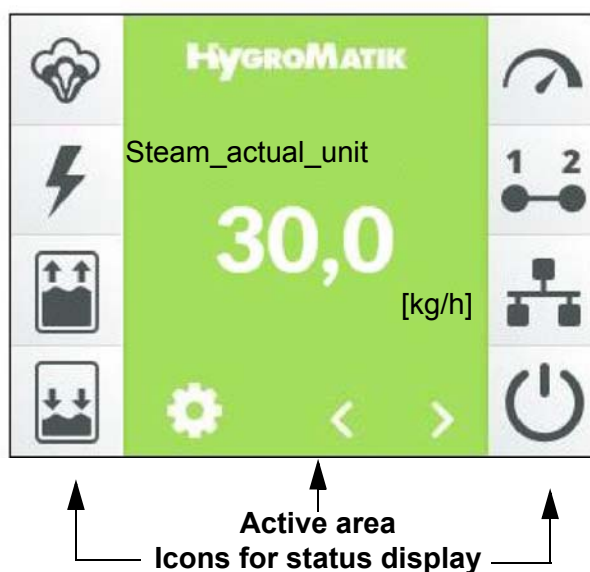 HYGROMATIK
Steam_actual_unit
1 2
30,0
[kg/h]
Active area
Icons for status display